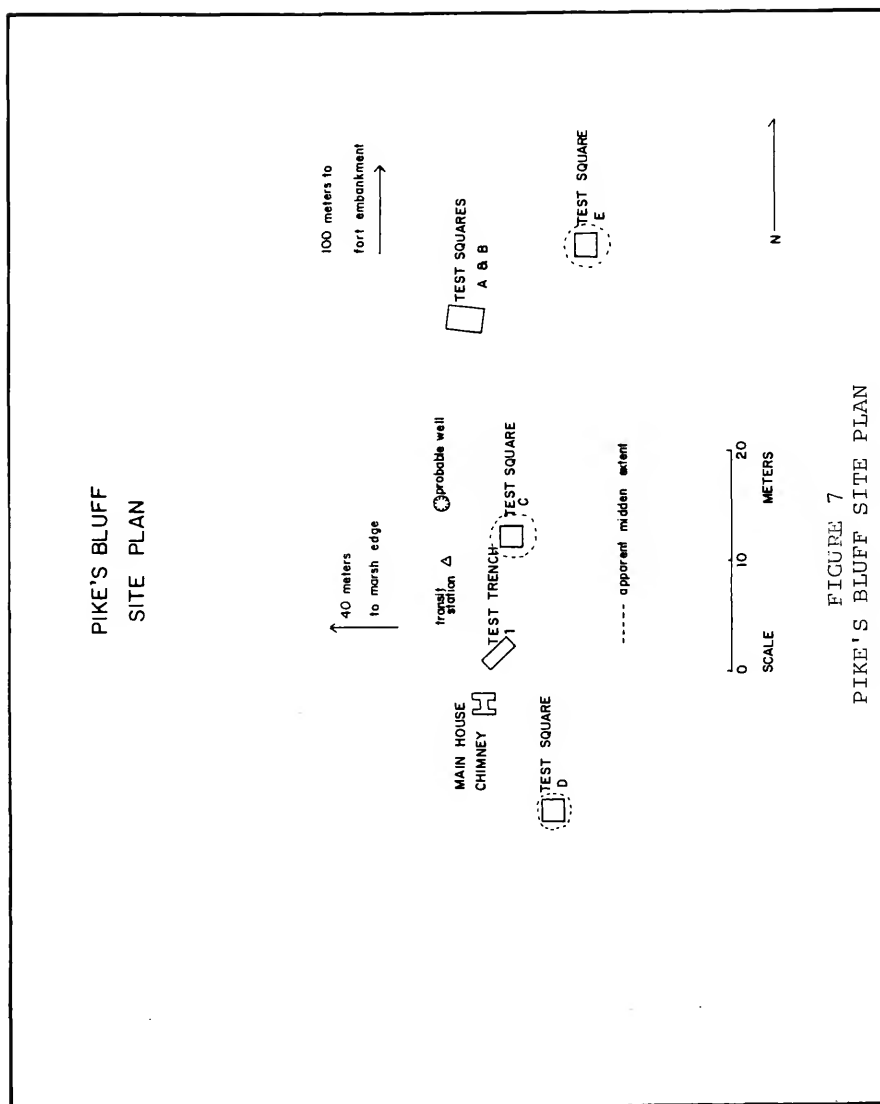 PIKE'S BLUFF
SITE PLAN
100 meters to
fort embankment
40 meters
to marsh edge
TEST SQUARES
A & B
probable well
transit
station
TEST SQUARE
E
TEST SQUARE
C
TEST TRENCH
1
MAIN HOUSE
CHIMNEY
TEST SQUARE
D
apparent midden extent
N
0 10 20
SCALE METERS
FIGURE 7
PIKE'S BLUFF SITE PLAN